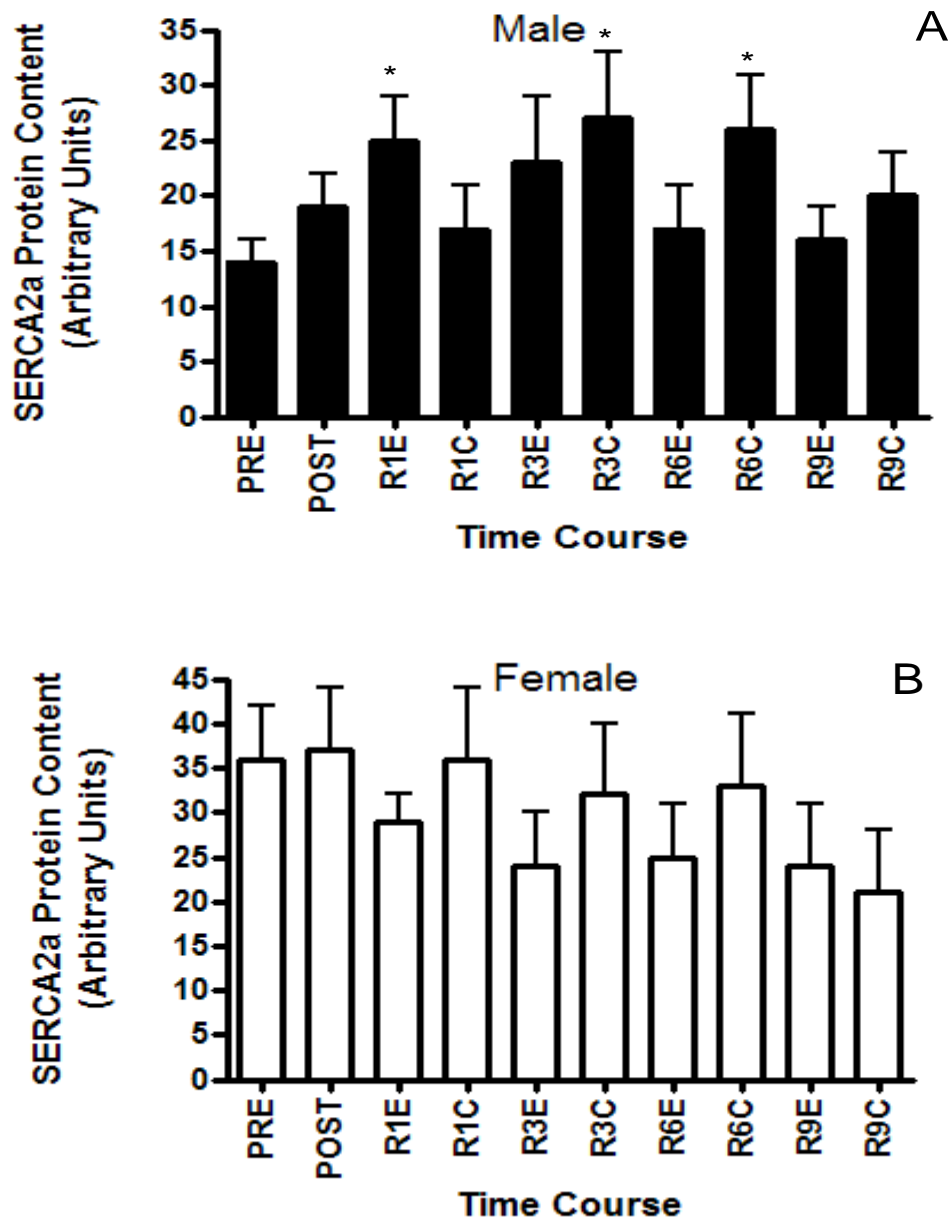 Male
A
SERCA2a Protein Content
(Arbitrary Units)
35
30
25
20
15
10
5
0
* * *
PRE POST R1E R1C R3E R3C R6E R6C R9E R9C
Time Course
Female
B
SERCA2a Protein Content
(Arbitrary Units)
45
40
35
30
25
20
15
10
5
0
PRE POST R1E R1C R3E R3C R6E R6C R9E R9C
Time Course